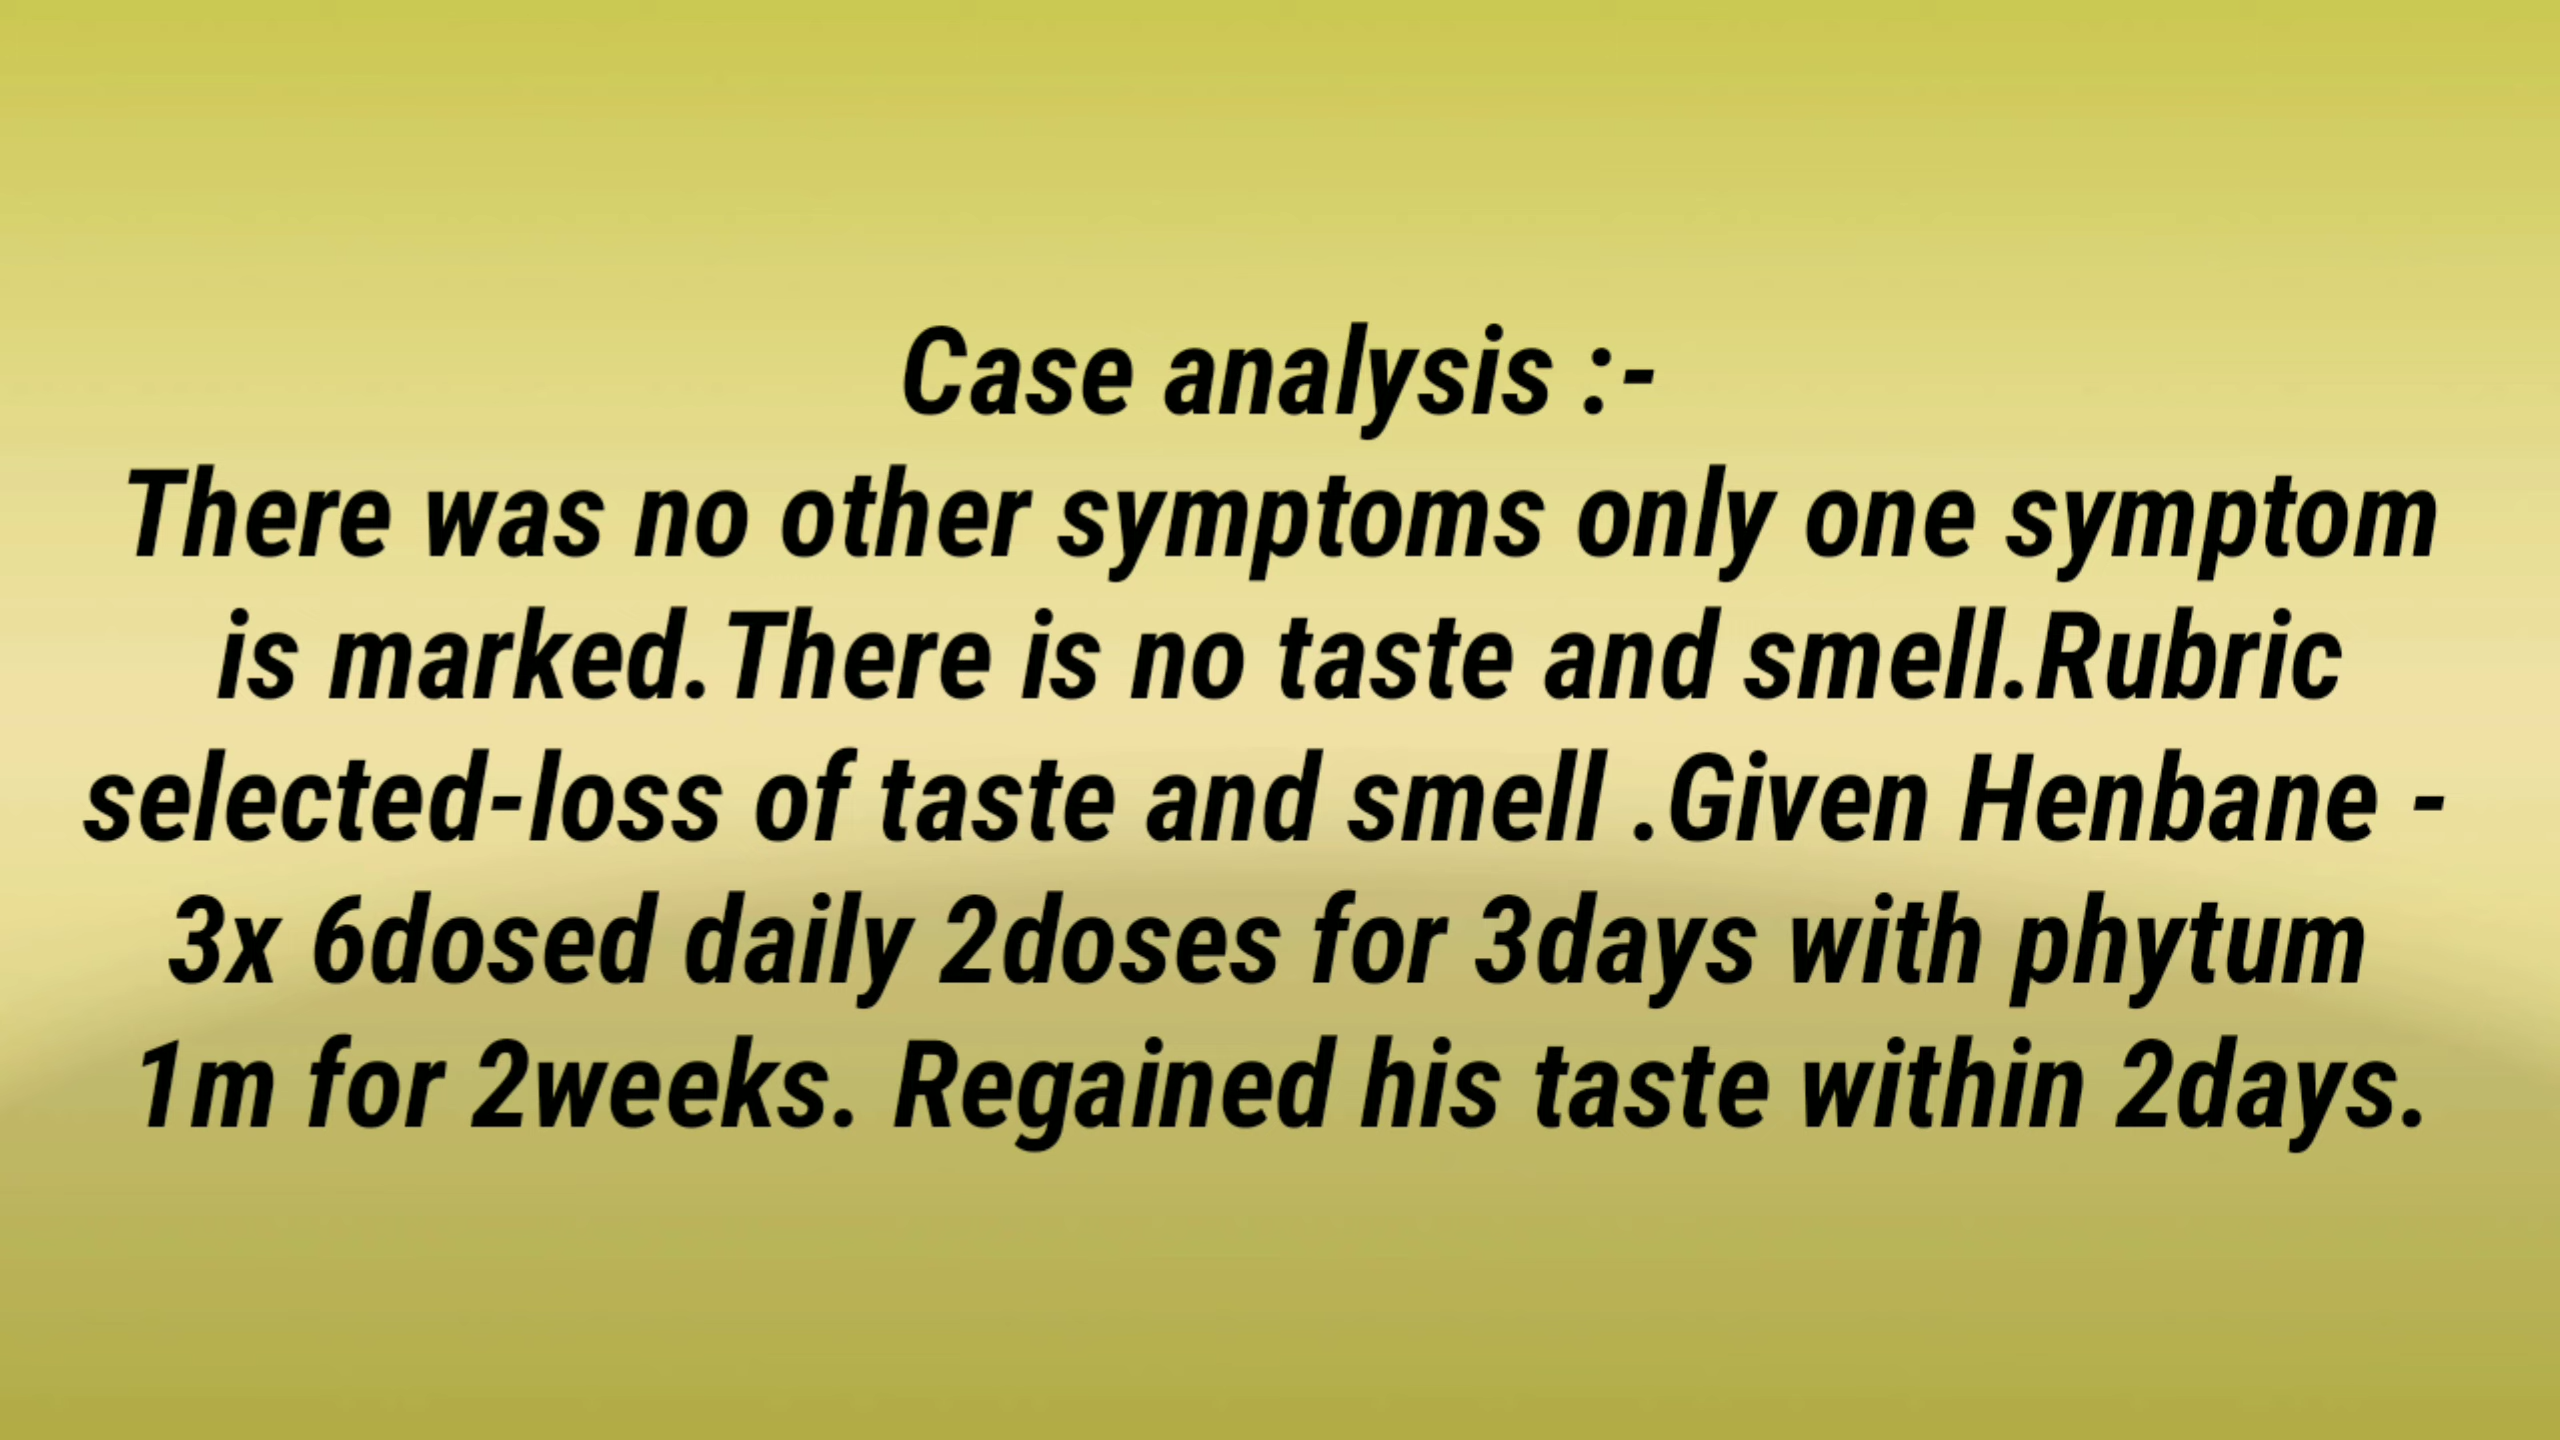 Case analysis :-
There was no other symptoms only one symptom
is marked.There is no taste and smell.Rubric
selected-loss of taste and smell .Given Henbane -
3x 6dosed daily 2doses for 3days with phytum
1m for 2weeks. Regained his taste within 2days.